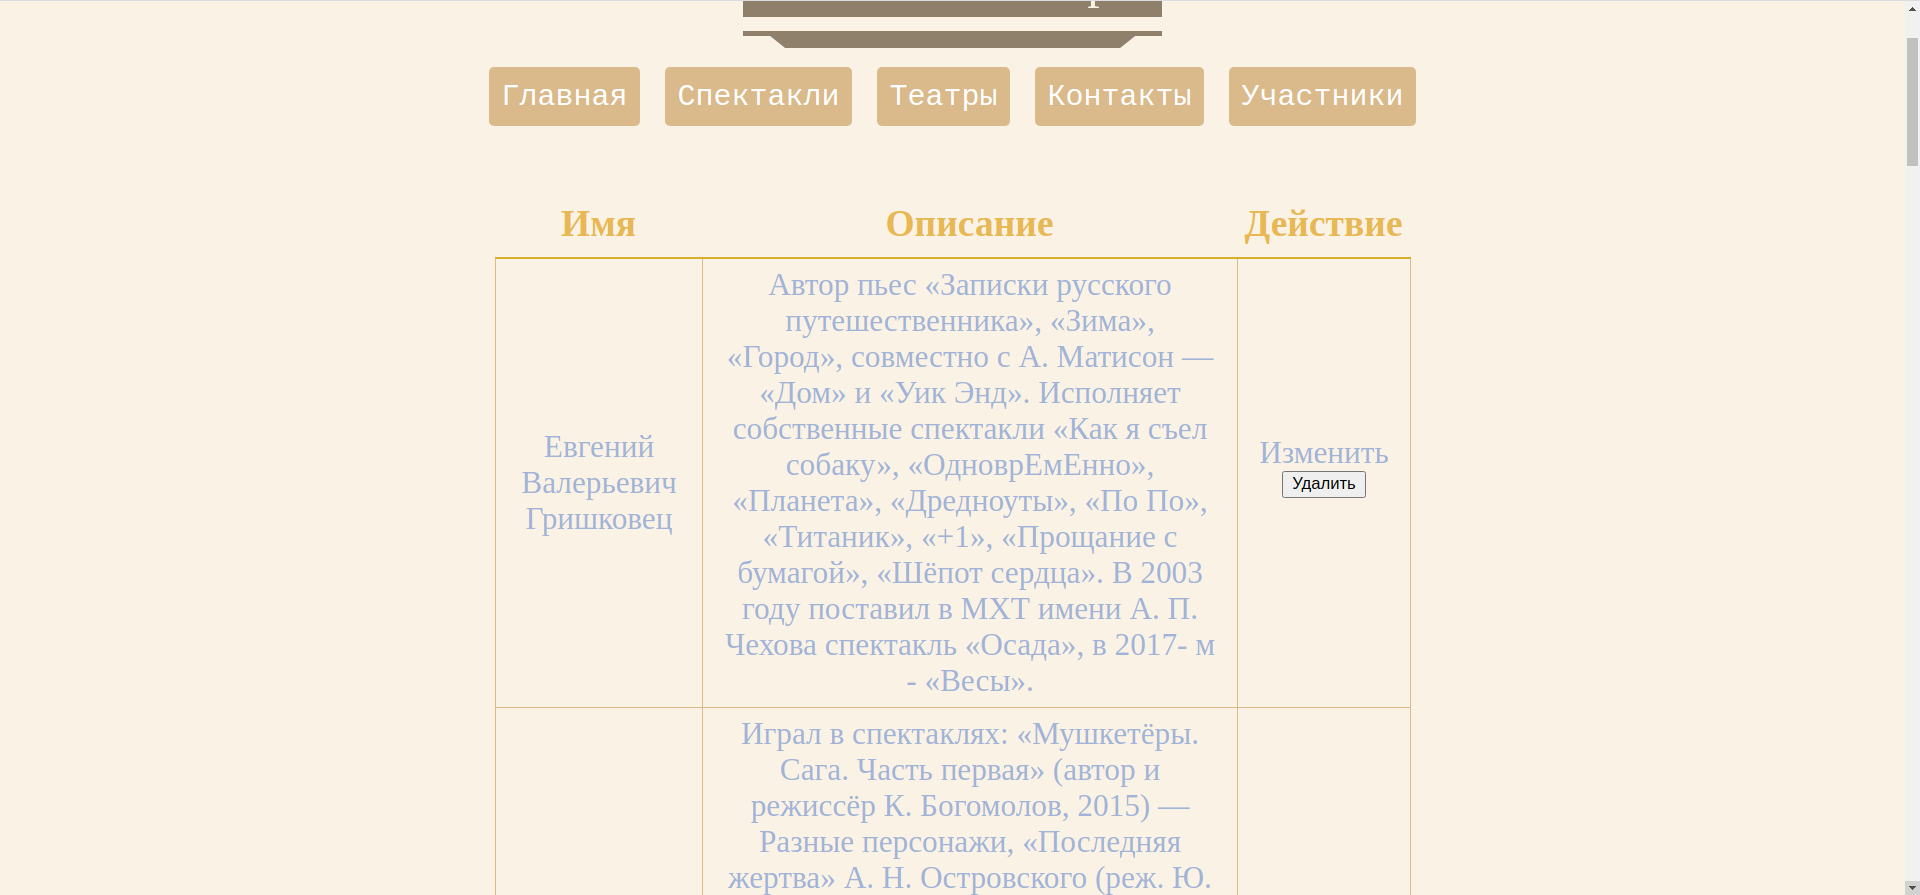 Главная Спектакли Театры Контакты Участники
Имя Описание Действие
Автор пьес «Записки русского
путешественника», «Зима»,
«Город», совместно с А. Матисон —
«Дом» и «Уик Энд». Исполняет
собственные спектакли «Как я съел
собаку», «ОдноврЕмЕнно»,
«Планета», «Дредноуты», «По По»,
«Титаник», «+1», «Прощание с
бумагой», «Шёпот сердца». В 2003
году поставил в МХТ имени А. П.
Чехова спектакль «Осада», в 2017- м
- «Весы».
Евгений
Валерьевич
Гришковец
Изменить
Удалить
Играл в спектаклях: «Мушкетёры.
Сага. Часть первая» (автор и
режиссёр К. Богомолов, 2015) —
Разные персонажи, «Последняя
жертва» А. Н. Островского (реж. Ю.